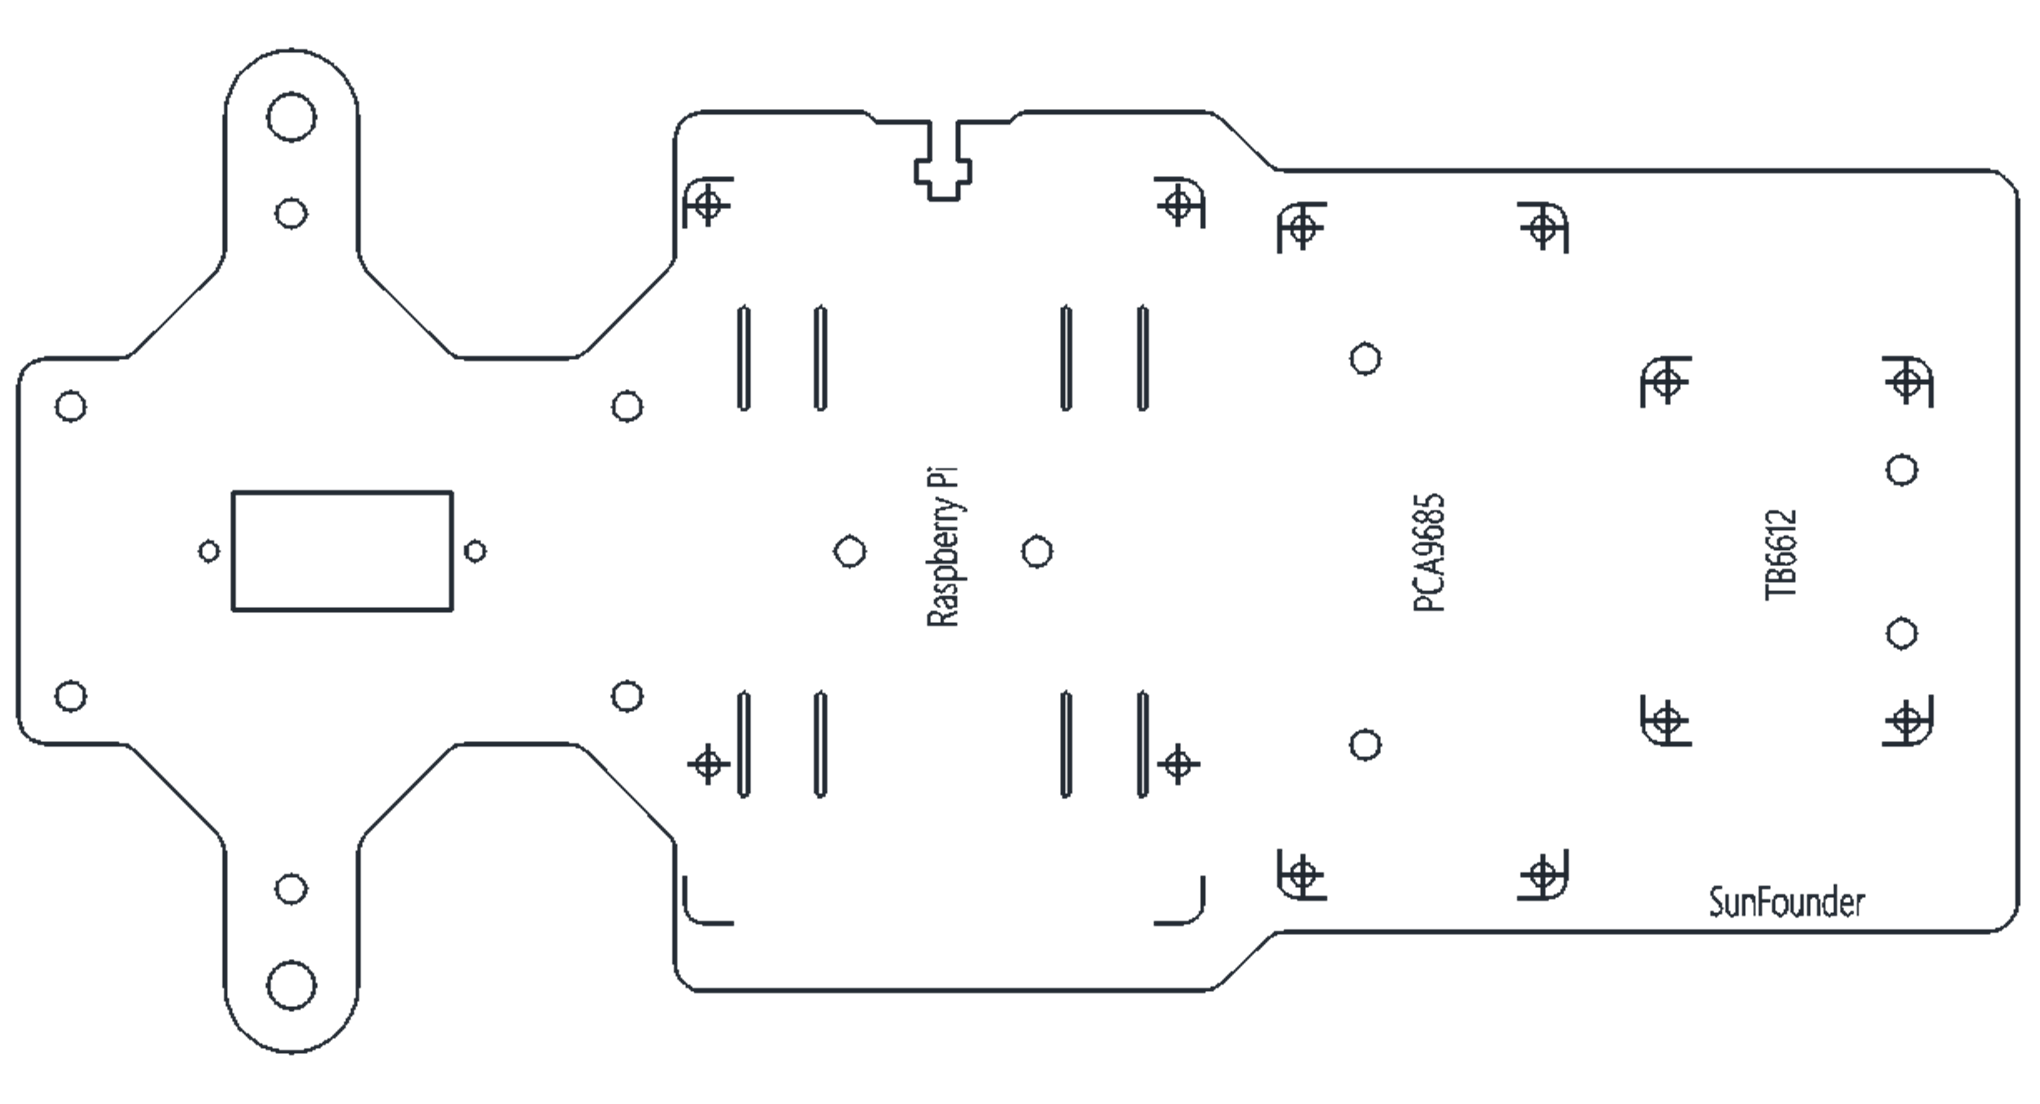 Raspberry Pi
PCA9685
TB6612
SunFounder